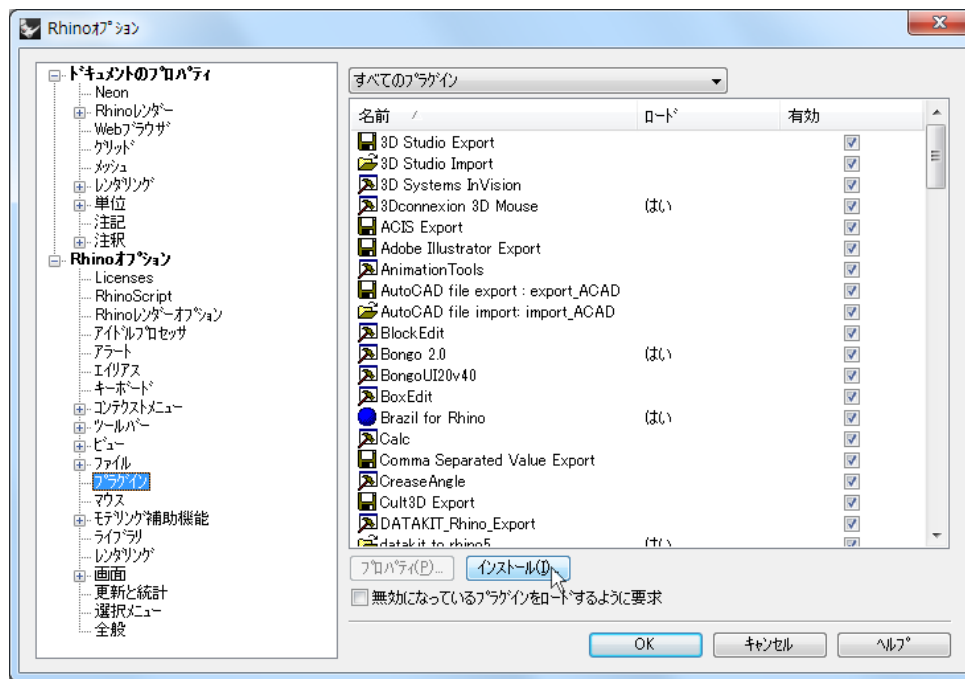 Rhinoオプション
ドキュメントのプロパティ
Neon
Rhinoレンダー
Webブラウザ
グリッド
メッシュ
レンダリング
単位
注記
注釈
Rhinoオプション
Licenses
RhinoScript
Rhinoレンダーオプション
アイドルプロセッサ
アラート
エイリアス
キーボード
コンテクストメニュー
ツールバー
ビュー
ファイル
プラグイン
マウス
モデリング補助機能
ライブラリ
レンダリング
画面
更新と統計
選択メニュー
全般
すべてのプラグイン
名前 ロード 有効
3D Studio Export
3D Studio Import
3D Systems InVision
3Dconnexion 3D Mouse はい
ACIS Export
Adobe Illustrator Export
AnimationTools
AutoCAD file export : export_ACAD
AutoCAD file import: import_ACAD
BlockEdit
Bongo 2.0 はい
BongoUI20v40
BoxEdit
Brazil for Rhino はい
Calc
Comma Separated Value Export
CreaseAngle
Cult3D Export
DATAKIT_Rhino_Export
datakit to rhino5 はい
プロパティ(P)... インストール(I)...
無効になっているプラグインをロードするように要求
OK キャンセル ヘルプ